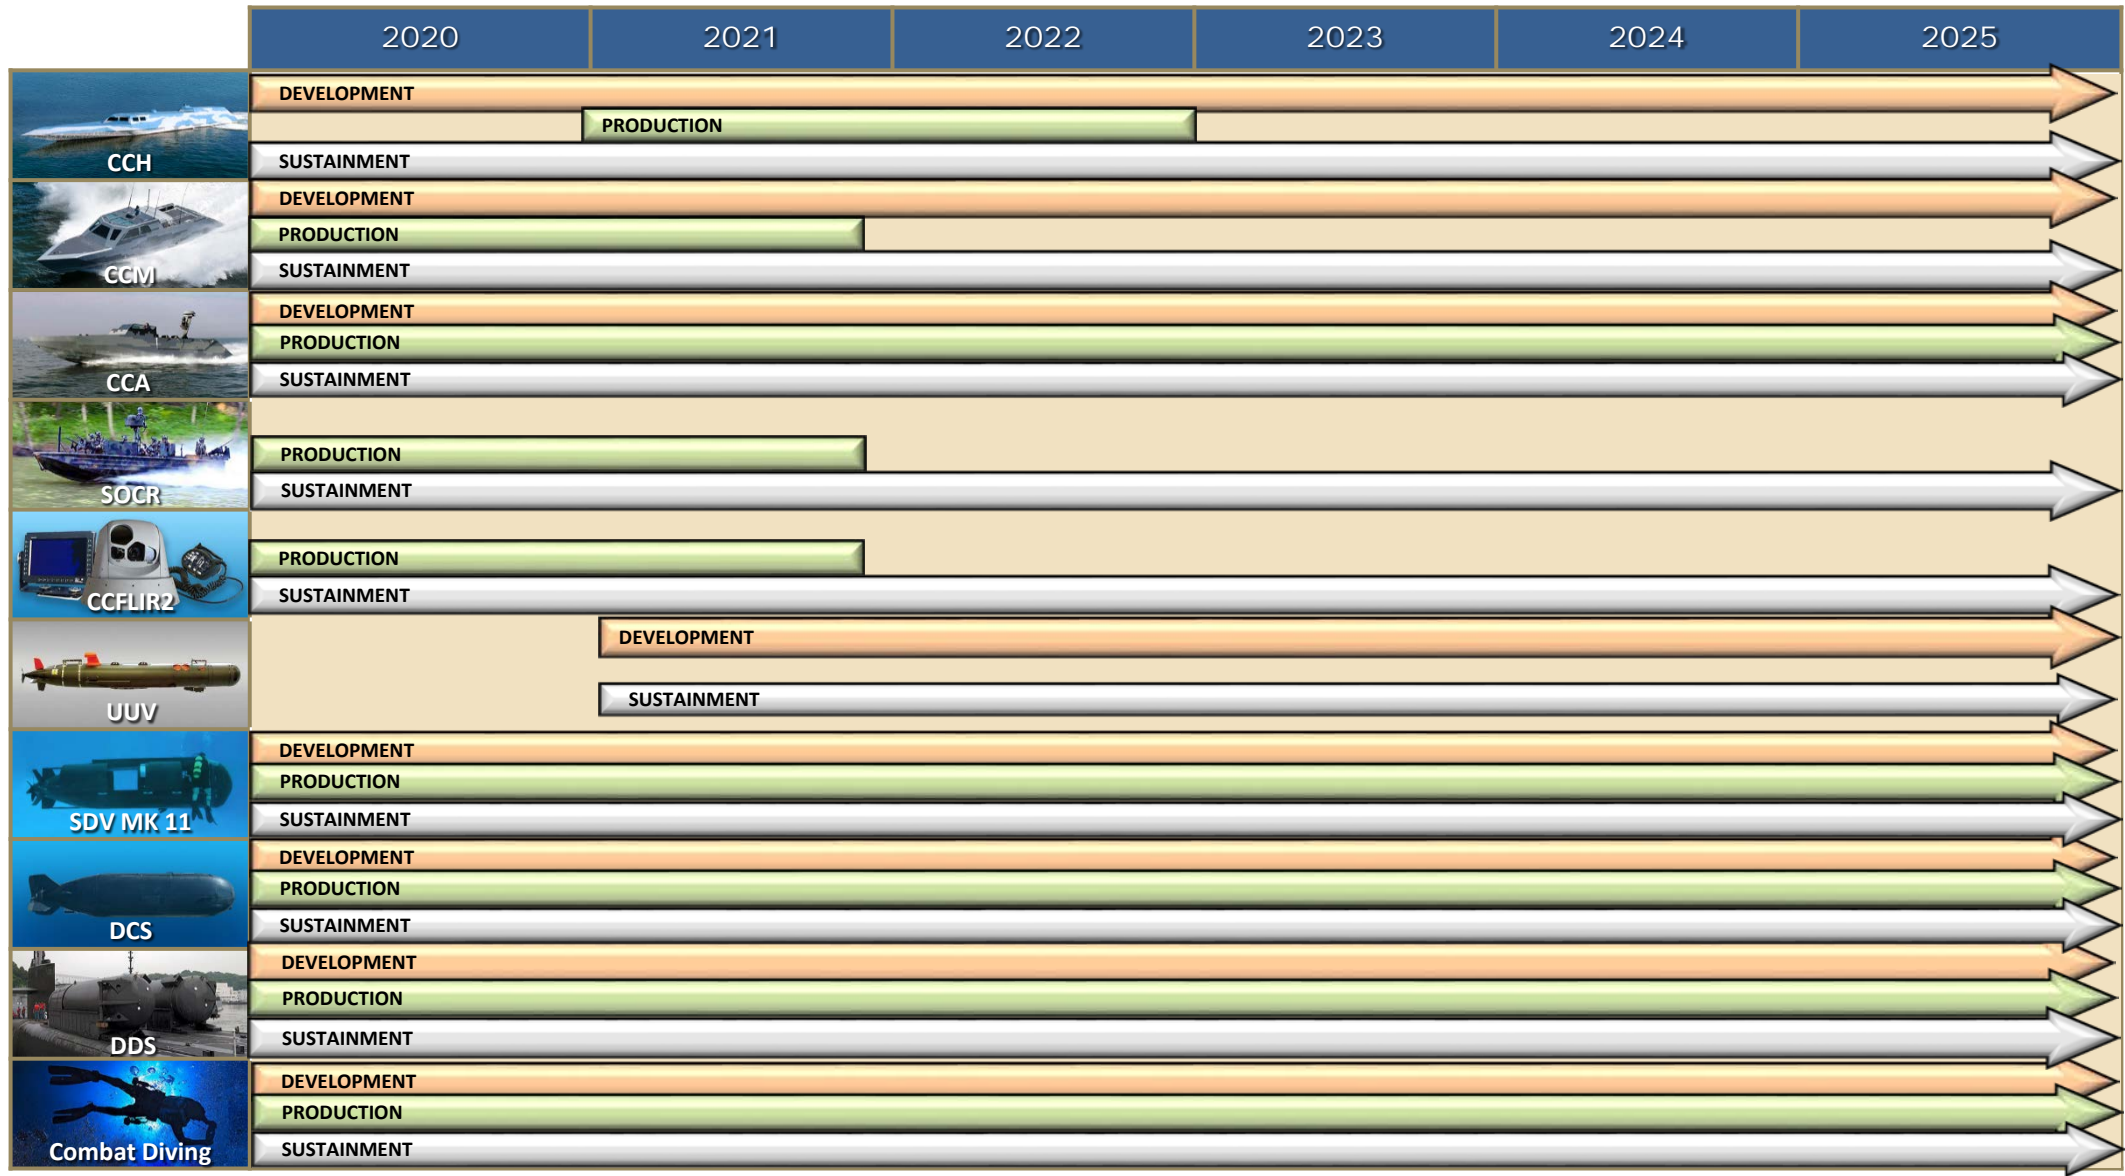 2020 2021 2022 2023 2024 2025
DEVELOPMENT
PRODUCTION
CCH
SUSTAINMENT
DEVELOPMENT
PRODUCTION
CCM
SUSTAINMENT
DEVELOPMENT
PRODUCTION
CCA
SUSTAINMENT
PRODUCTION
SOCR
SUSTAINMENT
PRODUCTION
CCFLIR2
SUSTAINMENT
DEVELOPMENT
UUV
SUSTAINMENT
DEVELOPMENT
PRODUCTION
SDV MK 11
SUSTAINMENT
DEVELOPMENT
PRODUCTION
DCS
SUSTAINMENT
DEVELOPMENT
PRODUCTION
DDS
SUSTAINMENT
DEVELOPMENT
PRODUCTION
Combat Diving
SUSTAINMENT